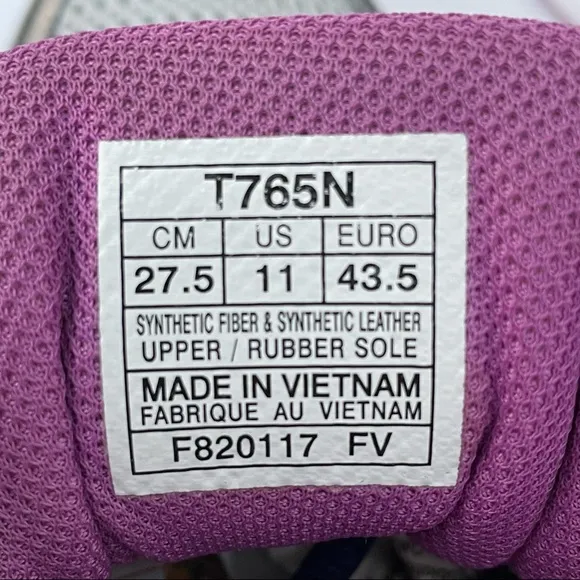 T765N
CM US EURO
27.5 11 43.5
SYNTHETIC FIBER & SYNTHETIC LEATHER
UPPER / RUBBER SOLE
MADE IN VIETNAM
FABRIQUE AU VIETNAM
F820117 FV